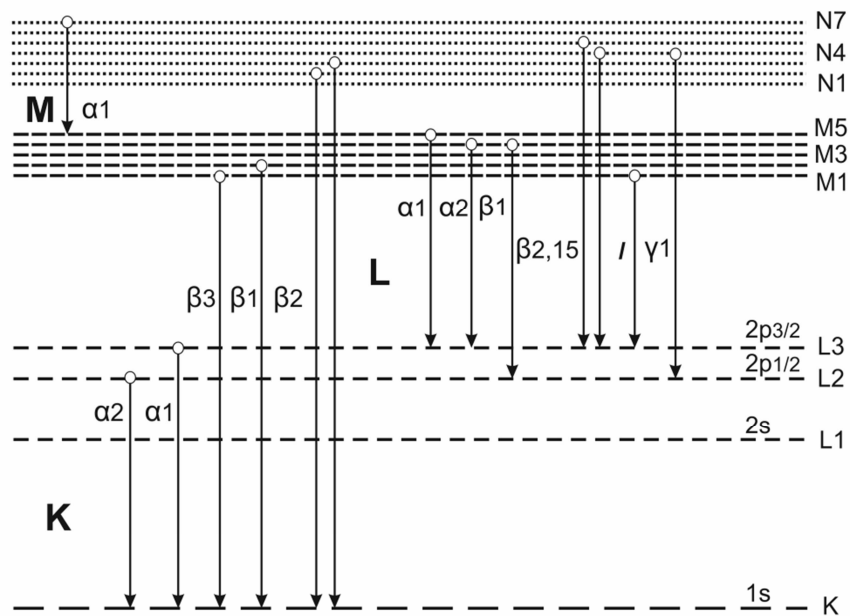 N7
N4
N1
M α1
M5
M3
M1
α1 α2 β1
β2,15 l γ1
L
β3 β1 β2
2p3/2 L3
2p1/2 L2
α2 α1
2s L1
K
1s K